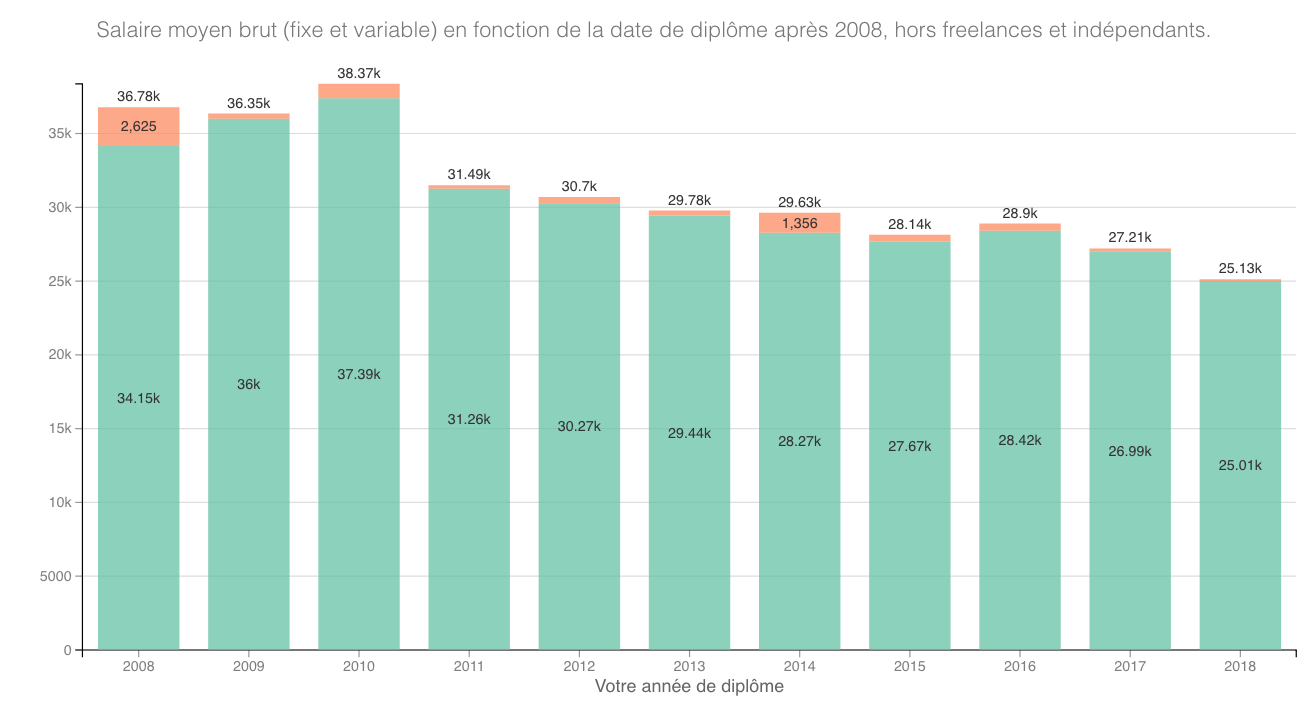 Salaire moyen brut (fixe et variable) en fonction de la date de diplôme après 2008, hors freelances et indépendants.
38.37k
36.78k
36.35k
2,625
35k
31.49k
30.7k
29.78k
29.63k
30k
28.9k
1,356
28.14k
27.21k
25.13k
25k
20k
37.39k
36k
34.15k
15k
31.26k
30.27k
29.44k
28.27k
28.42k
27.67k
26.99k
25.01k
10k
5000
0
2008 2009 2010 2011 2012 2013 2014 2015 2016 2017 2018
Votre année de diplôme